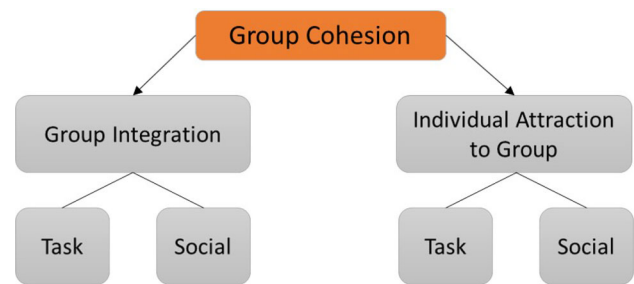 Group Cohesion
Group Integration
Individual Attraction
to Group
Task
Social
Task
Social